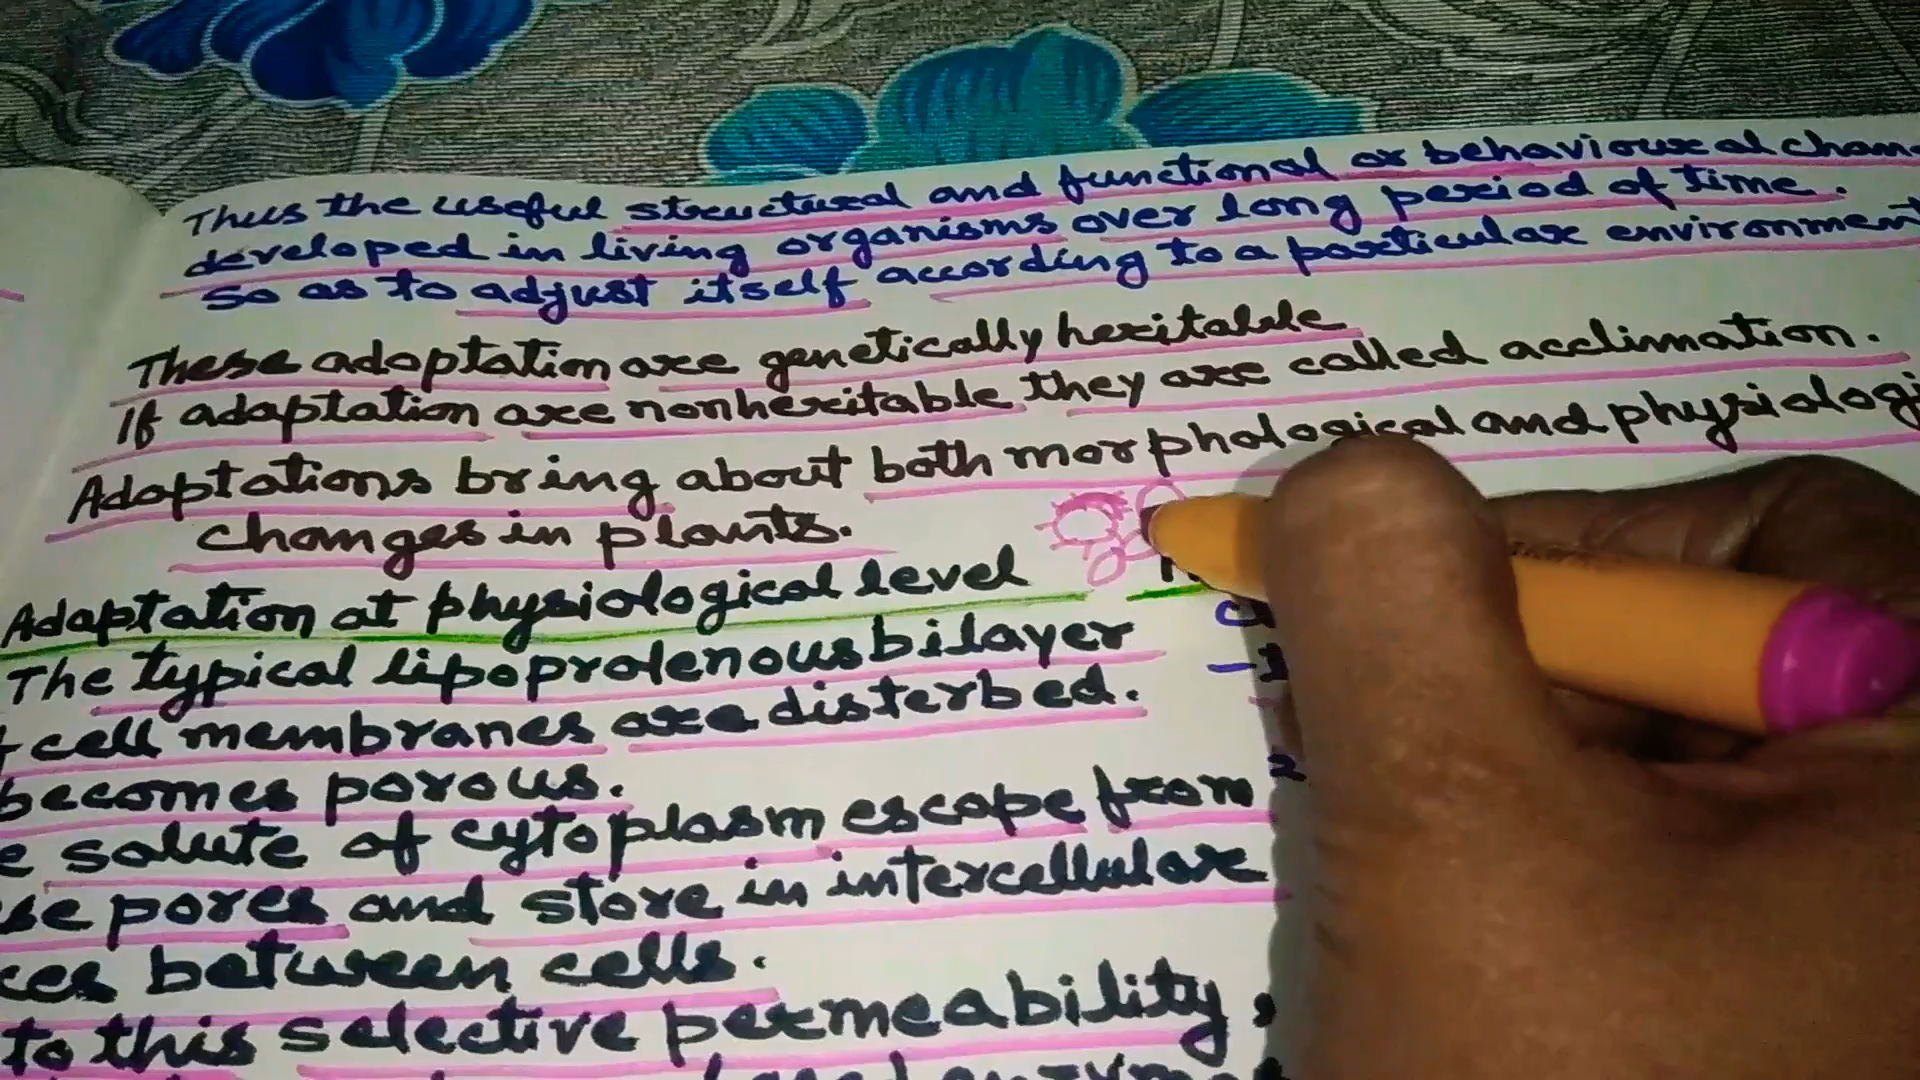 Thus the useful structural and functional or behavioural chan
developed in living organisms over long period of time.
so as to adjust itself according to a particular environment
These adaptation are genetically heritable
If adaptation are nonheritable they are called acclimation.
Adaptations bring about both morphological and physiologi
changes in plants.
Adaptation at physiological level
The typical lipoprotenous bilayer
cell membranes are disterbed.
becomes porous.
e solute of cytoplasm escape from
se pores and store in intercellular
ces between cells.
to this selective permeability,